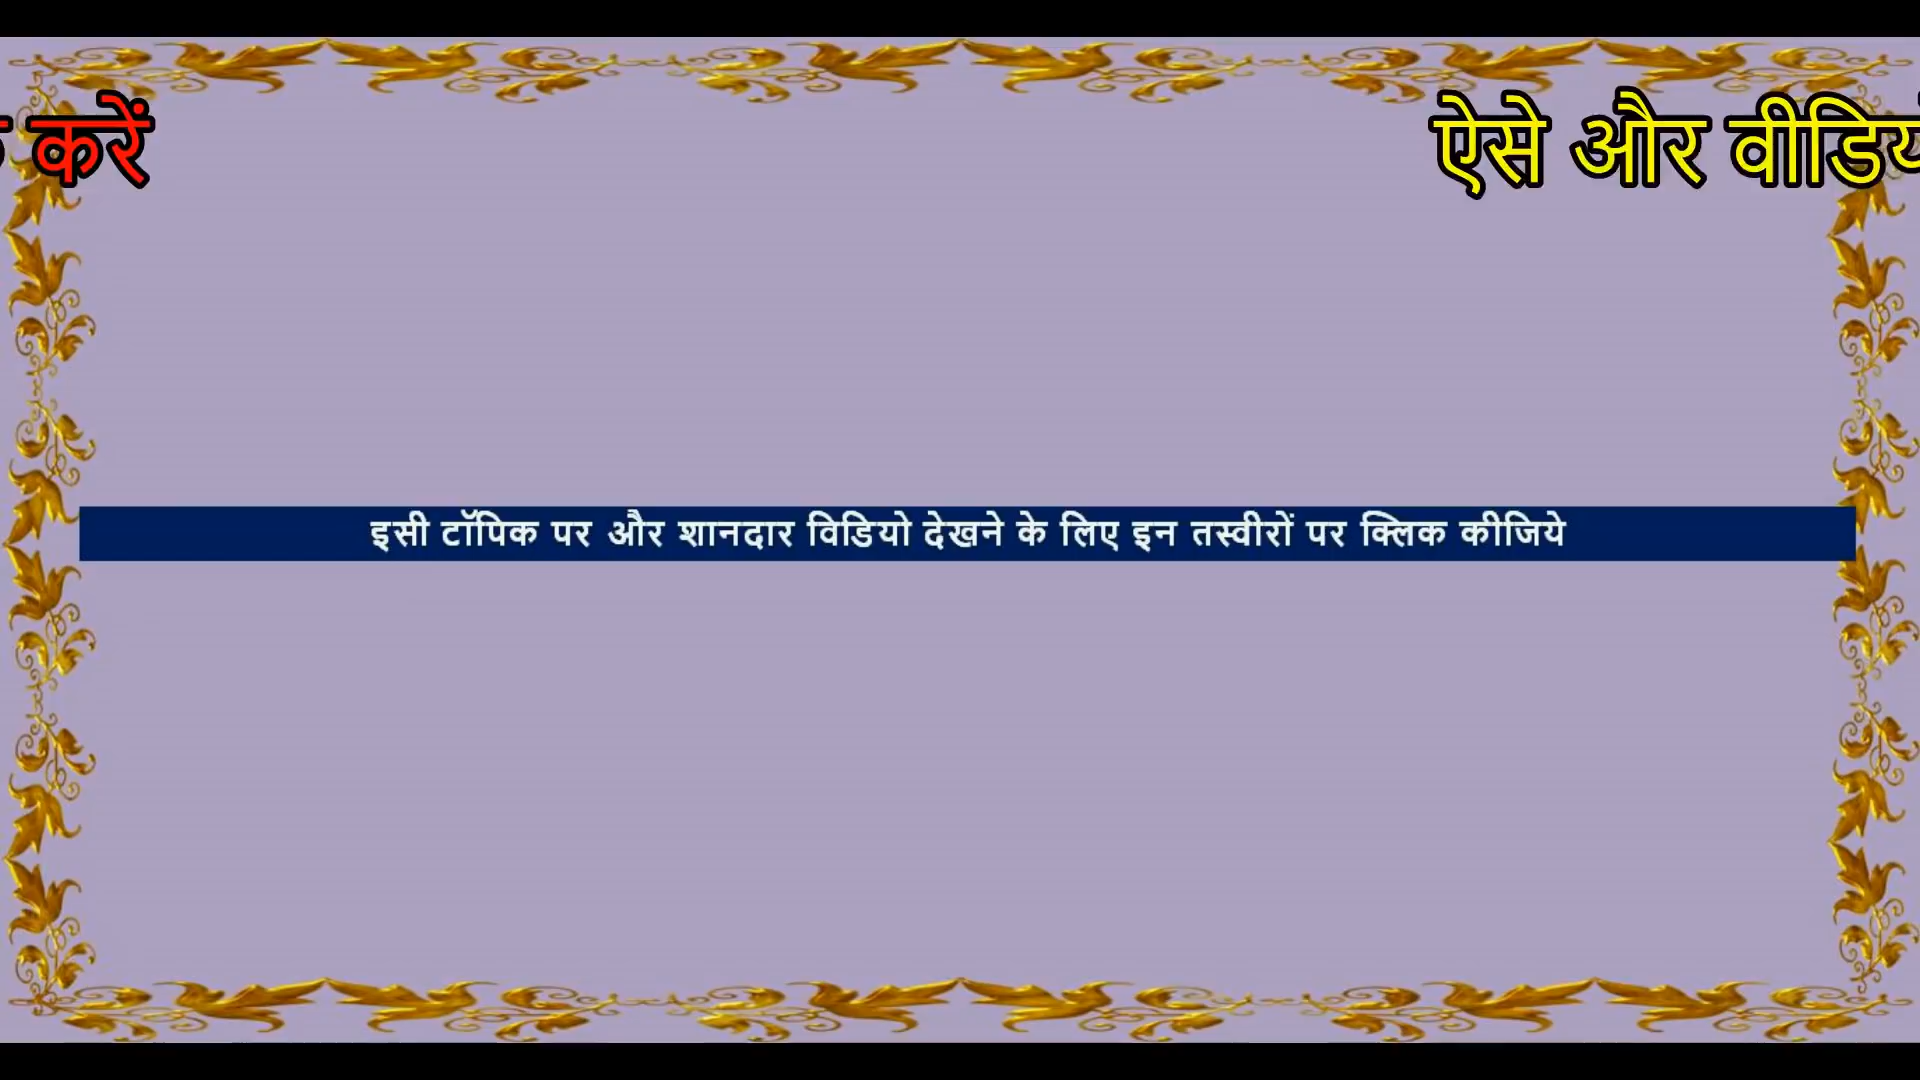 करें ऐसे और
इसी टॉपिक पर और शानदार विडियो देखने के लिए इन तस्वीरों पर क्लिक कीजिये